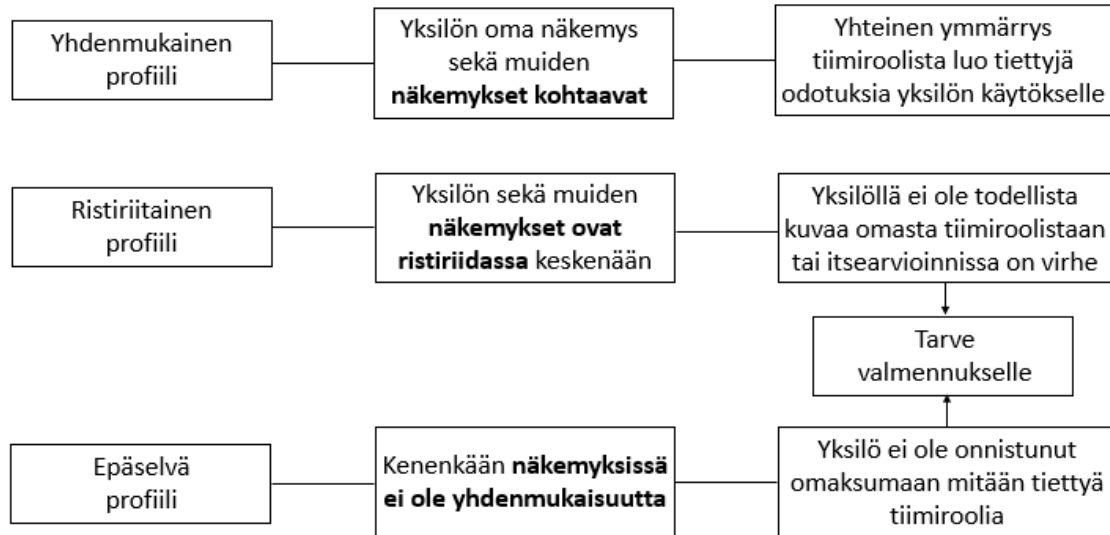 Yhdenmukainen
profiili
Yksilön oma näkemys
sekä muiden
näkemykset kohtaavat
Yhteinen ymmärrys
tiimiroolista luo tiettyjä
odotuksia yksilön käytökselle
Ristiriitainen
profiili
Yksilön sekä muiden
näkemykset ovat
ristiriidassa keskenään
Yksilöllä ei ole todellista
kuvaa omasta tiimiroolistaan
tai itsearvioinnissa on virhe
Tarve
valmennukselle
Epäselvä
profiili
Kenenkään näkemyksissä
ei ole yhdenmukaisuutta
Yksilö ei ole onnistunut
omaksumaan mitään tiettyä
tiimiroolia